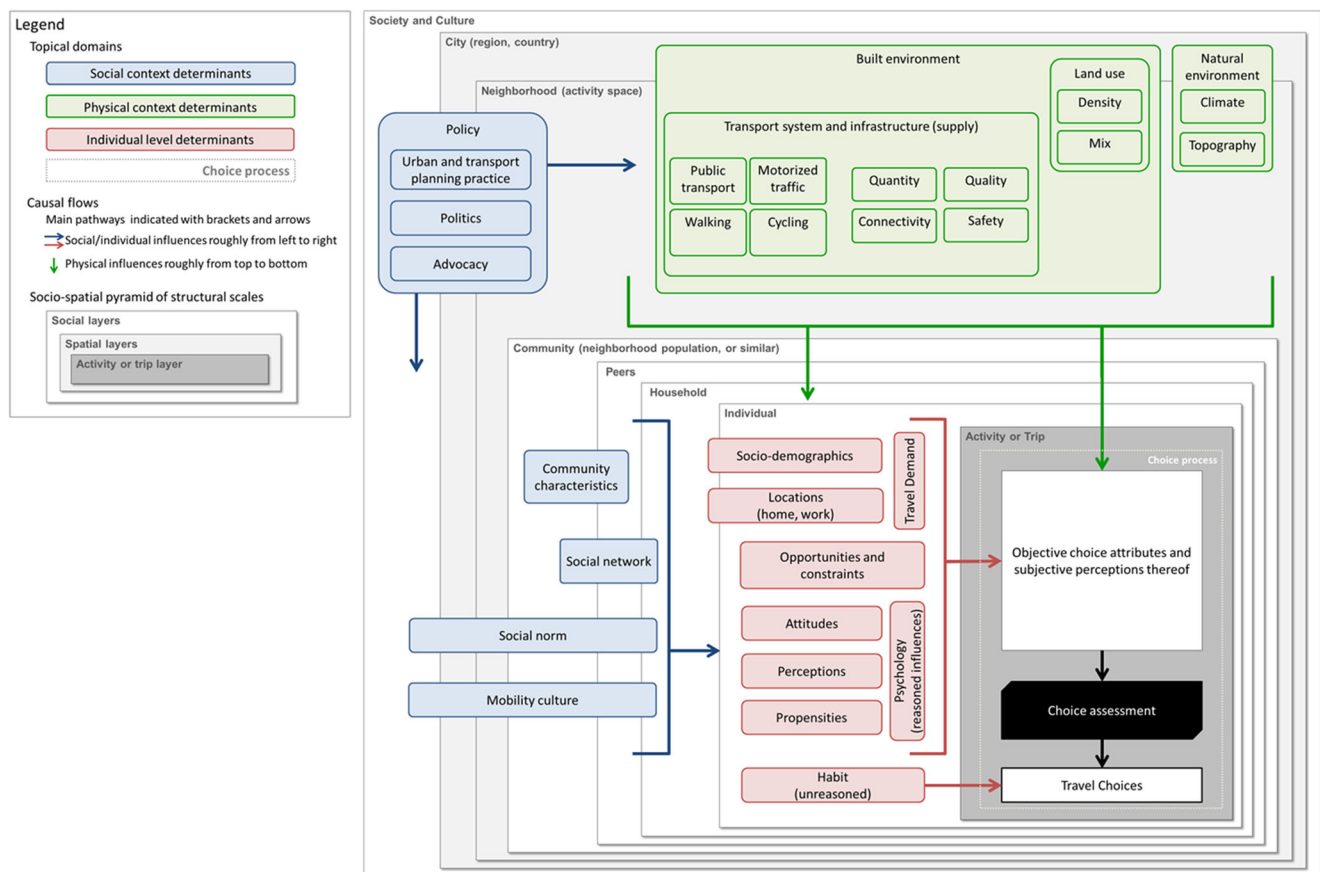 Legend
Topical domains
Social context determinants
Physical context determinants
Individual level determinants
Choice process
Causal flows
Main pathways indicated with brackets and arrows
Social/individual influences roughly from left to right
Physical influences roughly from top to bottom
Socio-spatial pyramid of structural scales
Social layers
Spatial layers
Activity or trip layer
Society and Culture
City (region, country)
Neighborhood (activity space)
Policy
Urban and transport
planning practice
Politics
Advocacy
Built environment
Transport system and infrastructure (supply)
Public
transport
Motorized
traffic
Walking
Cycling
Quantity
Quality
Connectivity
Safety
Land use
Density
Mix
Natural
environment
Climate
Topography
Community (neighborhood population, or similar)
Peers
Household
Individual
Community
characteristics
Social network
Social norm
Mobility culture
Socio-demographics
Locations
(home, work)
Travel Demand
Opportunities and
constraints
Attitudes
Perceptions
Propensities
Psychology
(reasoned influences)
Habit
(unreasoned)
Activity or Trip
Choice process
Objective choice attributes and
subjective perceptions thereof
Choice assessment
Travel Choices